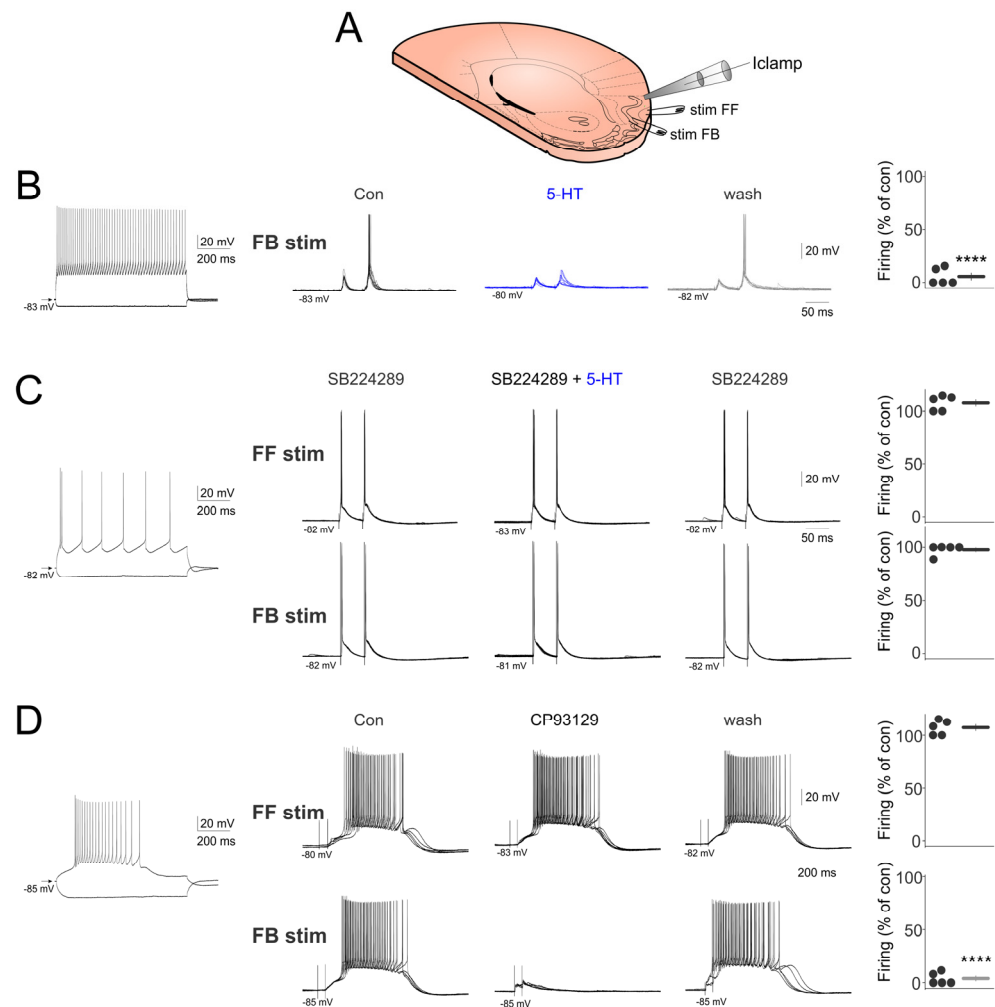 A
Iclamp
stim FF
stim FB
B
20 mV
200 ms
-83 mV
FB stim
Con
5-HT
wash
-83 mV
-80 mV
-82 mV
20 mV
50 ms
Firing (% of con)
100
50
0
****
C
20 mV
200 ms
-82 mV
SB224289
SB224289 + 5-HT
SB224289
FF stim
-02 mV
-83 mV
-02 mV
20 mV
50 ms
FB stim
-82 mV
-81 mV
-82 mV
Firing (% of con)
100
50
0
Firing (% of con)
100
50
0
D
20 mV
200 ms
-85 mV
Con
CP93129
wash
FF stim
-80 mV
-83 mV
-82 mV
20 mV
200 ms
FB stim
-85 mV
-85 mV
-85 mV
Firing (% of con)
100
50
0
Firing (% of con)
100
50
0
****